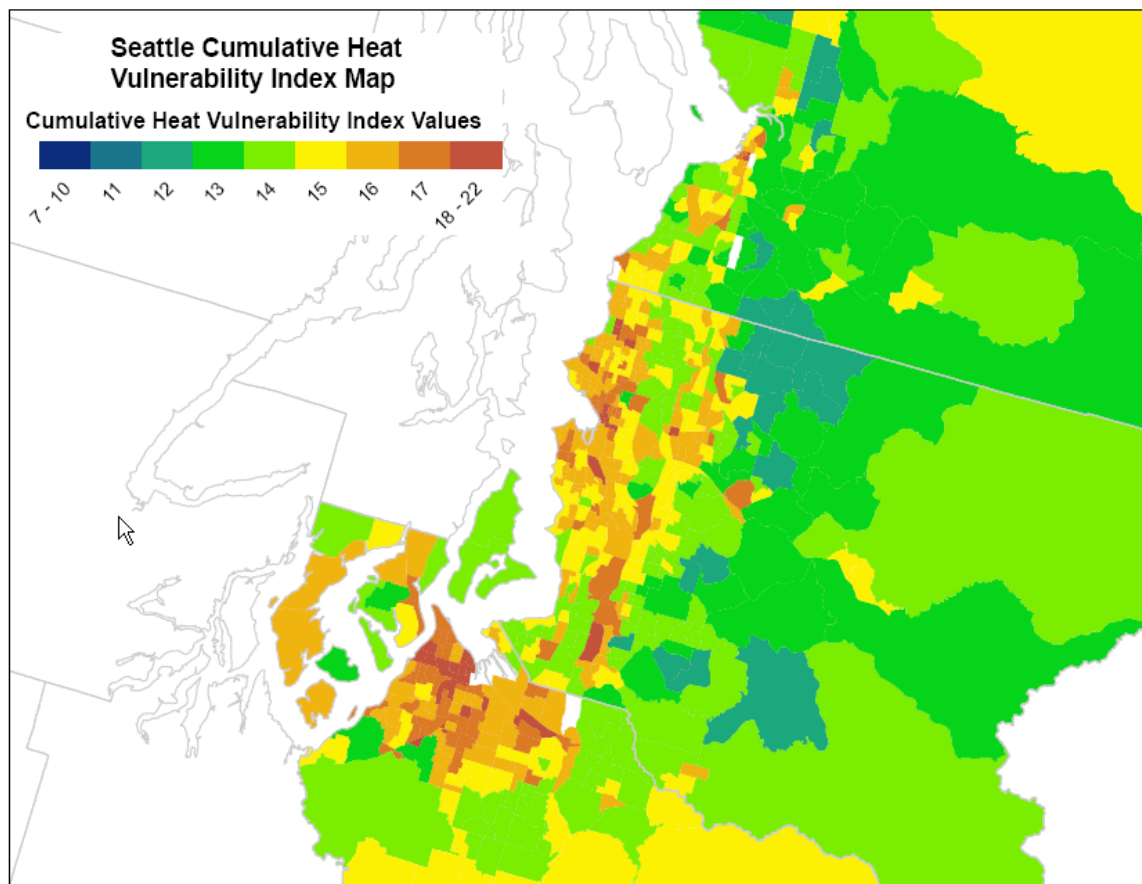 Seattle Cumulative Heat
Vulnerability Index Map
Cumulative Heat Vulnerability Index Values
7 - 10
11
12
13
14
15
16
17
18 - 22